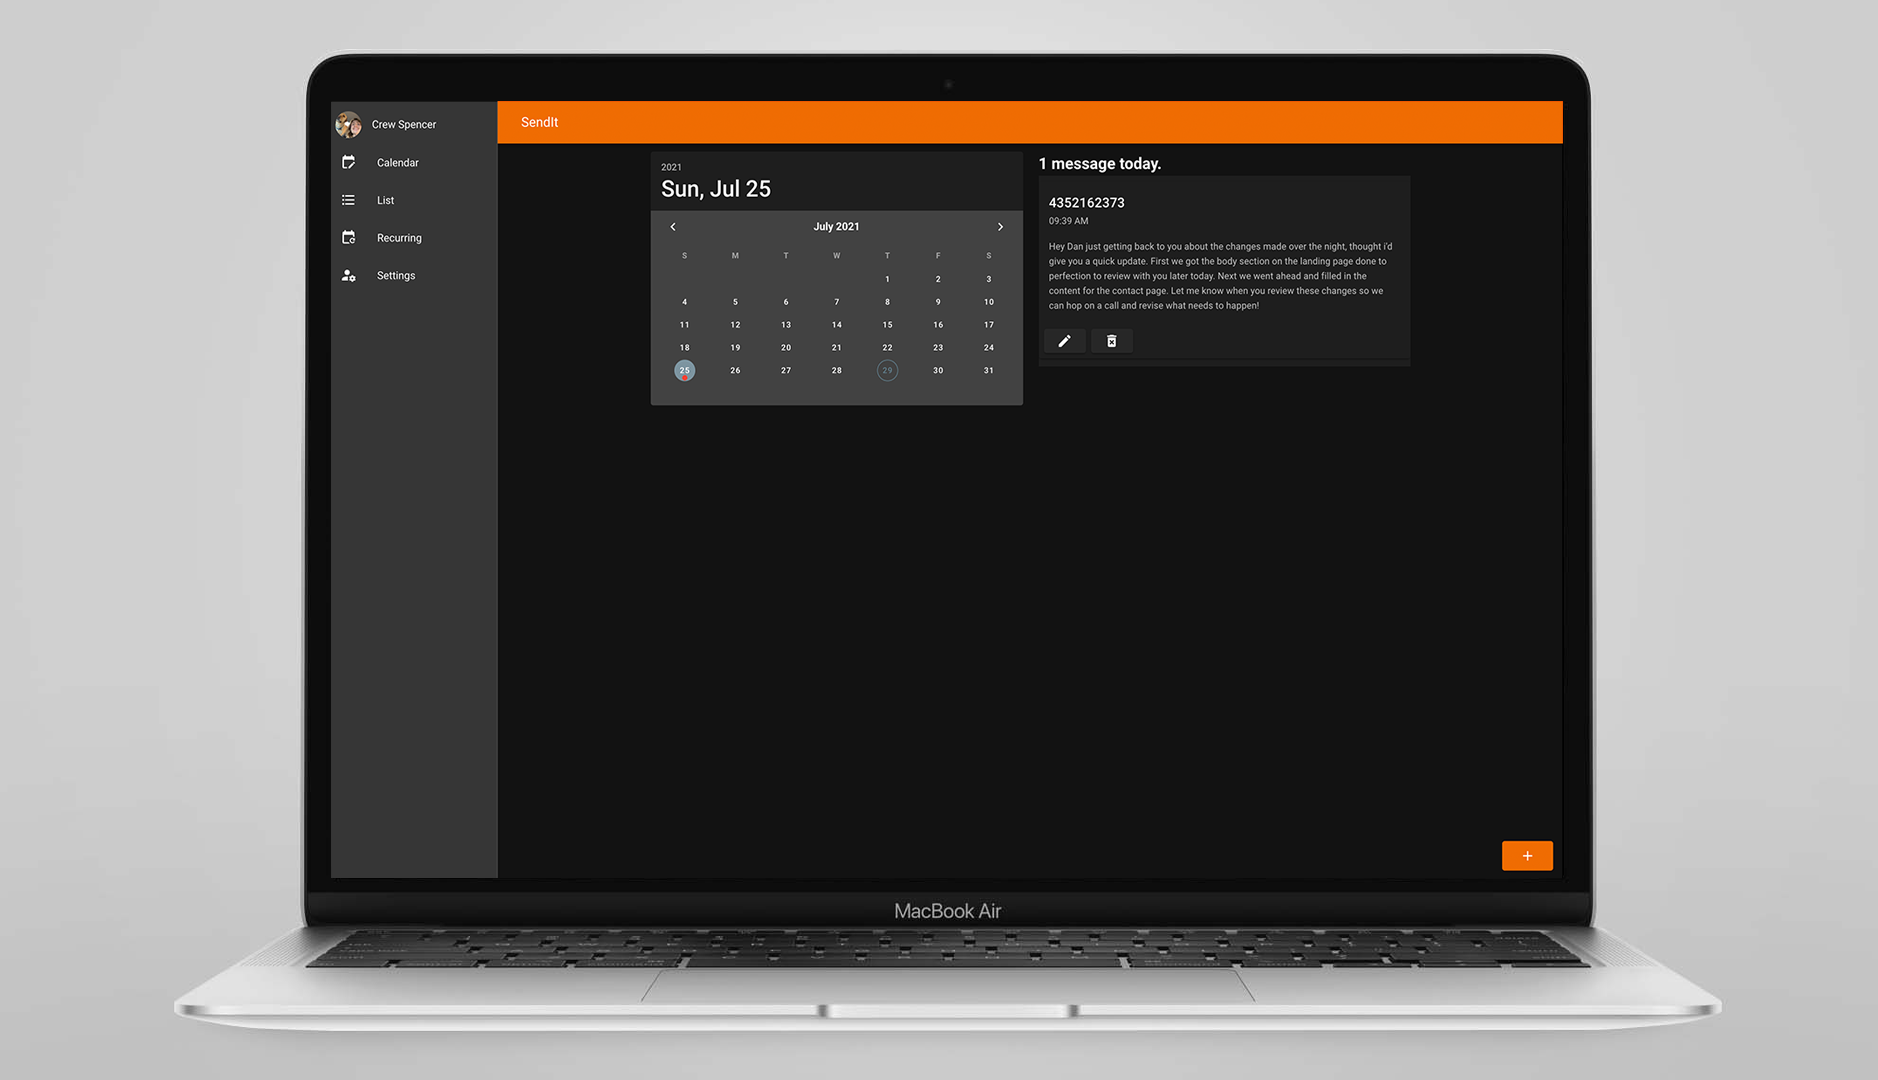 Crew Spencer
Calendar
List
Recurring
Settings
SendIt
2021
Sun, Jul 25
July 2021
S M T W T F S
1 2 3
4 5 6 7 8 9 10
11 12 13 14 15 16 17
18 19 20 21 22 23 24
25 26 27 28 29 30 31
1 message today.
4352162373
09:39 AM
Hey Dan just getting back to you about the changes made over the night, thought i'd
give you a quick update. First we got the body section on the landing page done to
perfection to review with you later today. Next we went ahead and filled in the
content for the contact page. Let me know when you review these changes so we
can hop on a call and revise what needs to happen!
+
MacBook Air